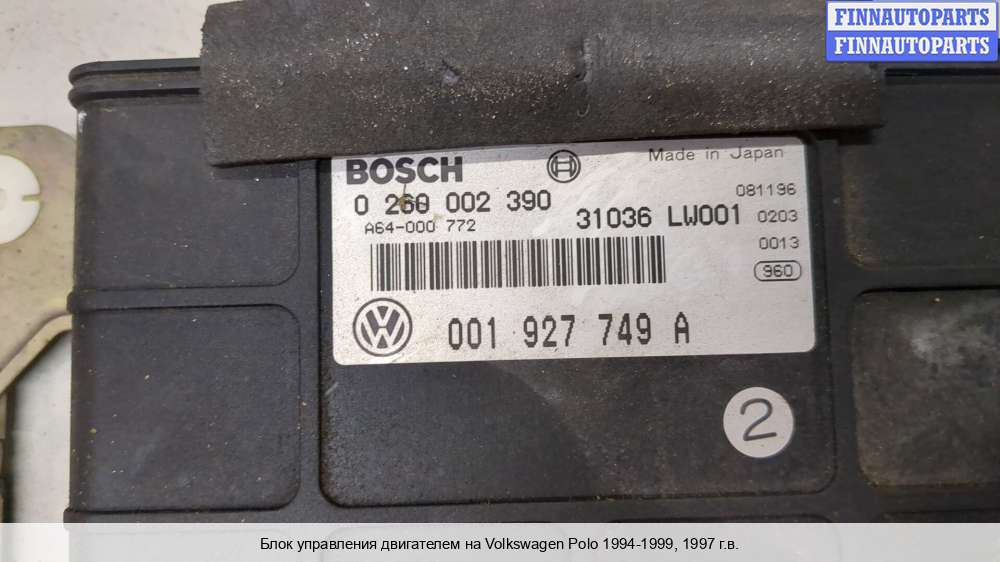 FINNAUTOPARTS
FINNAUTOPARTS
BOSCH
Made in Japan
0 260 002 390
081196
31036 LW001
0203
A64-000 772
0013
960
VW
001 927 749 A
2
Блок управления двигателем на Volkswagen Polo 1994-1999, 1997 г.в.